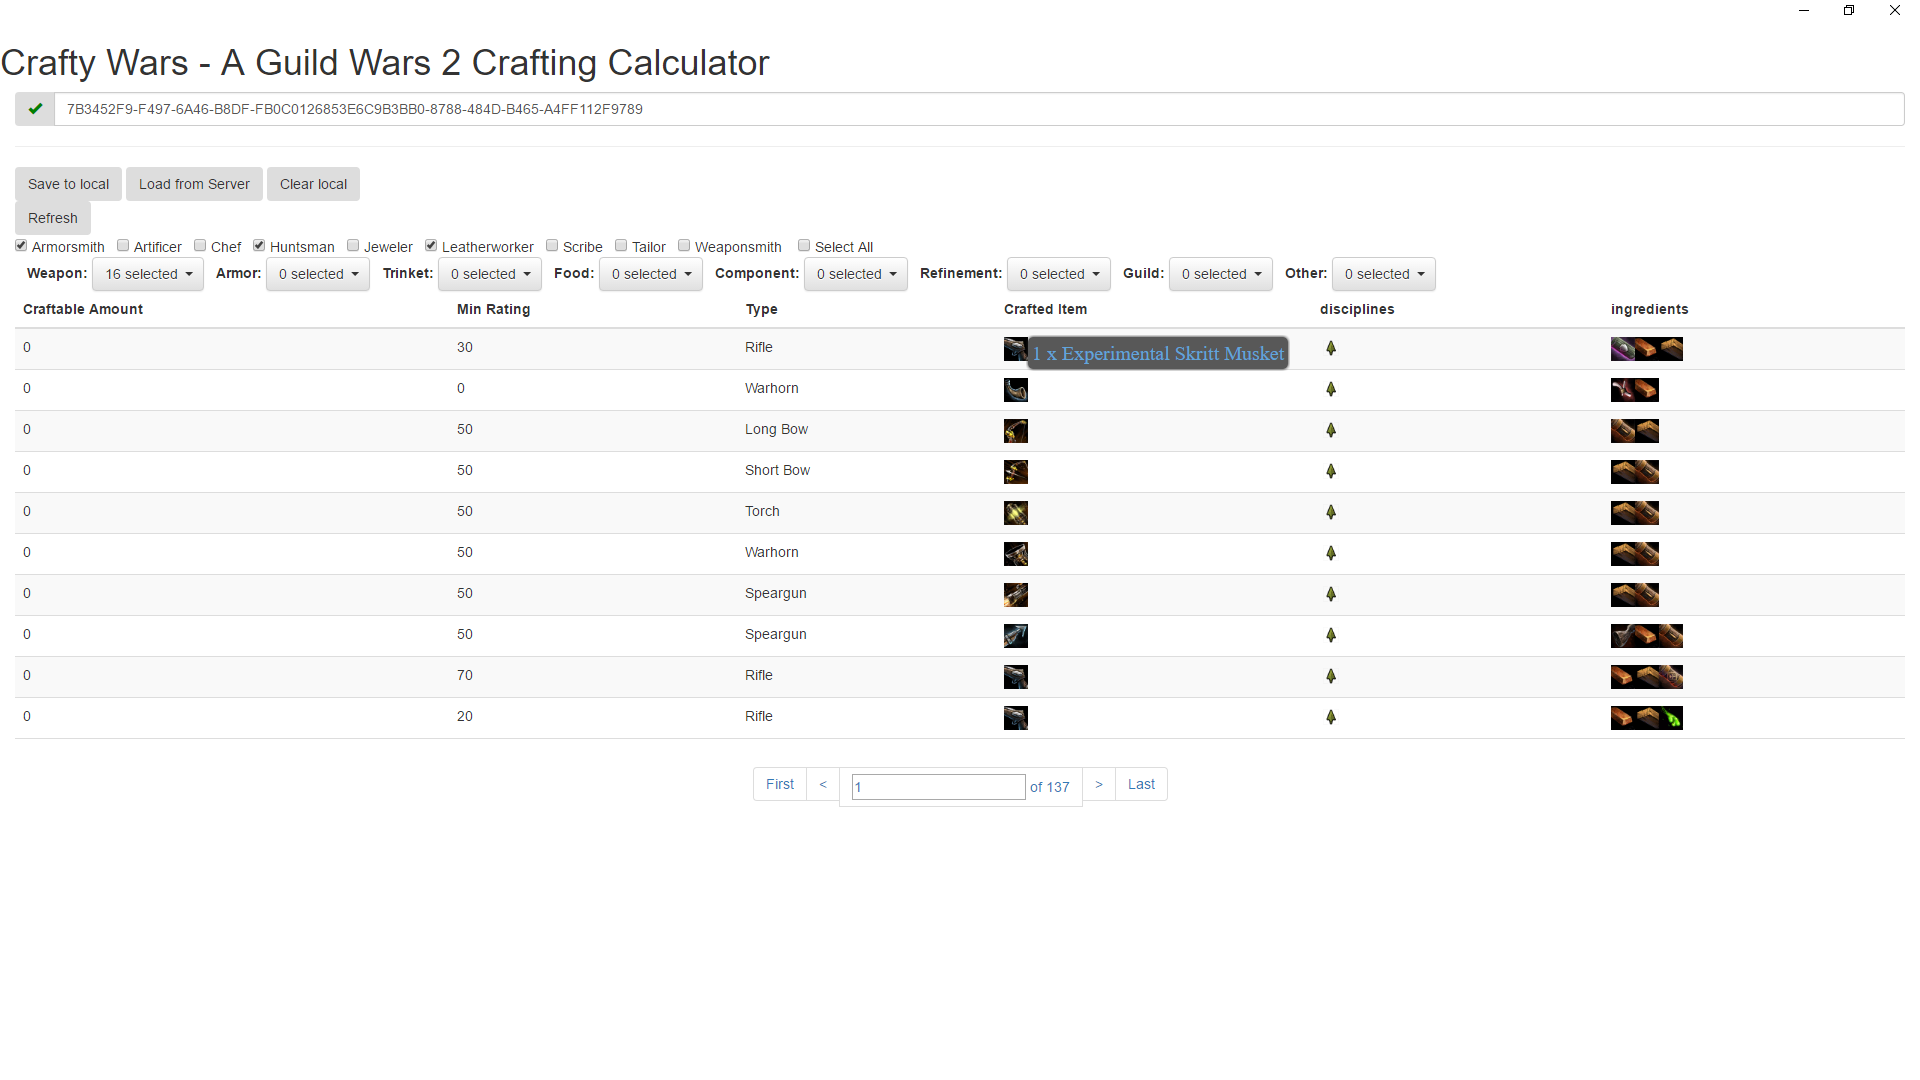 Crafty Wars - A Guild Wars 2 Crafting Calculator
7B3452F9-F497-6A46-B8DF-FB0C0126853E6C9B3BB0-8788-484D-B465-A4FF112F9789
Save to local Load from Server Clear local
Refresh
Armorsmith Artificer Chef Huntsman Jeweler Leatherworker Scribe Tailor Weaponsmith Select All
Weapon: 16 selected Armor: 0 selected Trinket: 0 selected Food: 0 selected Component: 0 selected Refinement: 0 selected Guild: 0 selected Other: 0 selected
Craftable Amount Min Rating Type Crafted Item disciplines ingredients
0 30 Rifle 1 x Experimental Skritt Musket
0 0 Warhorn
0 50 Long Bow
0 50 Short Bow
0 50 Torch
0 50 Warhorn
0 50 Speargun
0 50 Speargun
0 70 Rifle
0 20 Rifle
First < 1 of 137 > Last